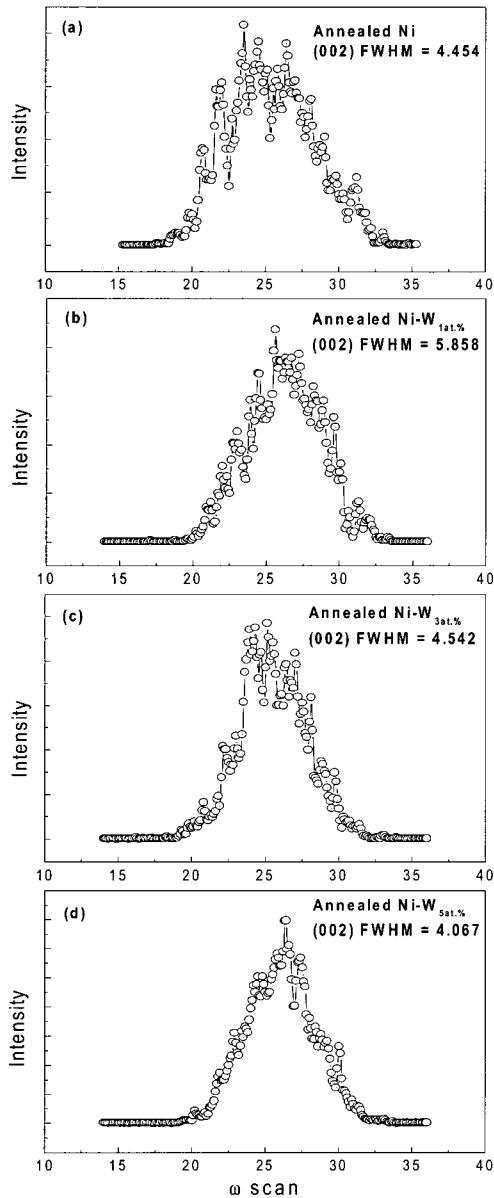 (a)
Annealed Ni
(002) FWHM = 4.454
Intensity
10 15 20 25 30 35 40
(b)
Annealed Ni-W1at.%
(002) FWHM = 5.858
Intensity
10 15 20 25 30 35 40
(c)
Annealed Ni-W3at.%
(002) FWHM = 4.542
Intensity
10 15 20 25 30 35 40
(d)
Annealed Ni-W5at.%
(002) FWHM = 4.067
Intensity
10 15 20 25 30 35 40
ω scan